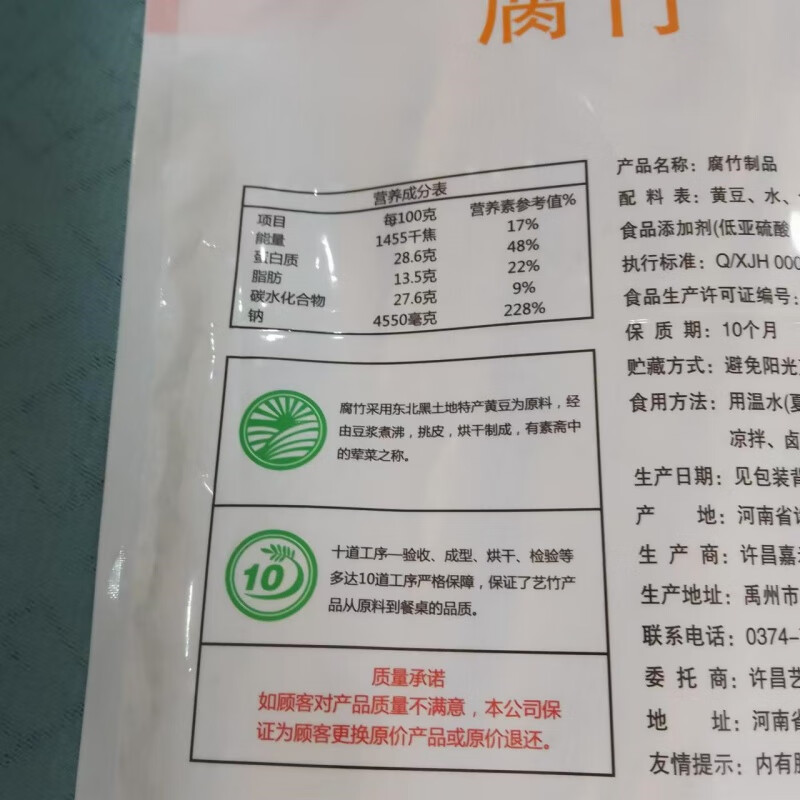 腐竹
营养成分表
项目 每100克 营养素参考值%
能量 1455千焦 17%
蛋白质 28.6克 48%
脂肪 13.5克 22%
碳水化合物 27.6克 9%
钠 4550毫克 228%
腐竹采用东北黑土地特产黄豆为原料，经
由豆浆煮沸，挑皮，烘干制成，有素斋中
的荤菜之称。
10
十道工序—验收、成型、烘干、检验等
多达10道工序严格保障，保证了艺竹产
品从原料到餐桌的品质。
质量承诺
如顾客对产品质量不满意，本公司保
证为顾客更换原价产品或原价退还。
产品名称：腐竹制品
配料表：黄豆、水、
食品添加剂(低亚硫酸
执行标准：Q/XJH 000
食品生产许可证编号：
保质期：10个月
贮藏方式：避免阳光
食用方法：用温水(夏
凉拌、卤
生产日期：见包装背
产地：河南省许
生产商：许昌嘉
生产地址：禹州市
联系电话：0374-
委托商：许昌艺
地址：河南省
友情提示：内有